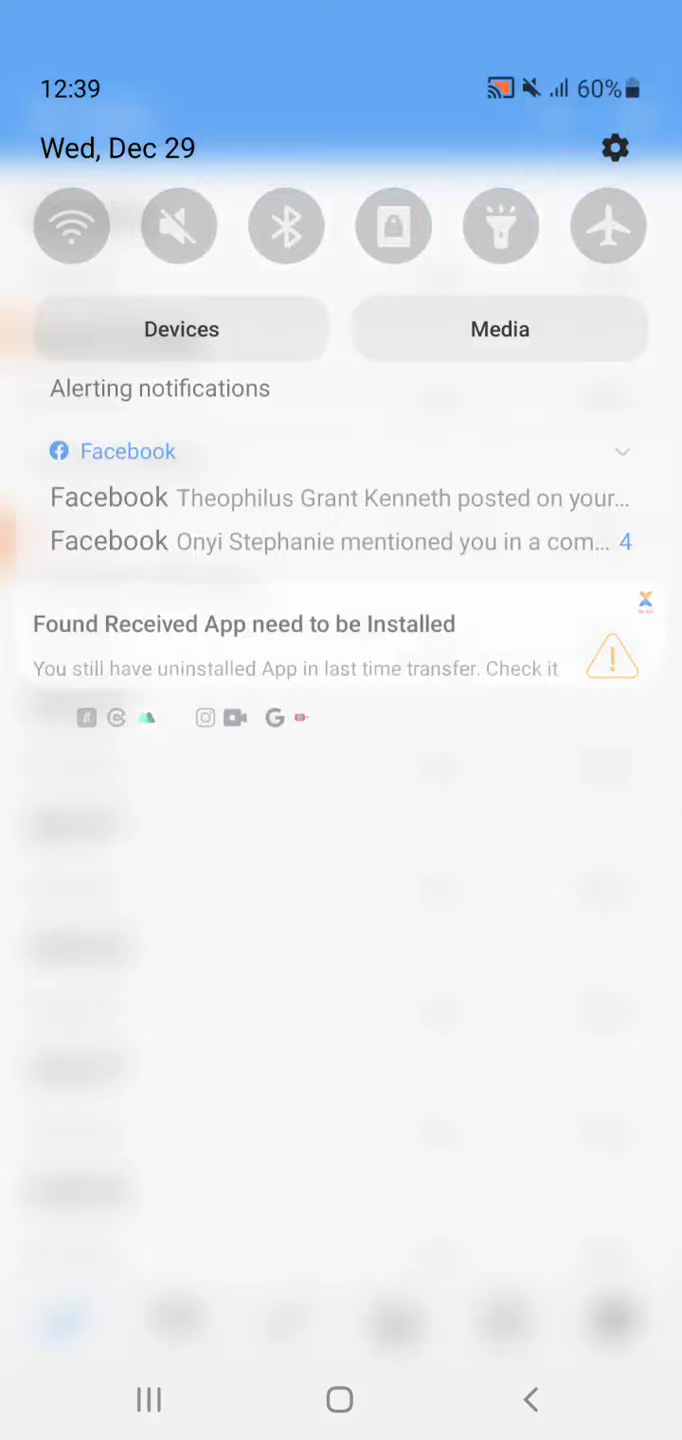 12:39
60%
Wed, Dec 29
Devices
Media
Alerting notifications
Facebook
Facebook Theophilus Grant Kenneth posted on your...
Facebook Onyi Stephanie mentioned you in a com... 4
Found Received App need to be Installed
You still have uninstalled App in last time transfer. Check it